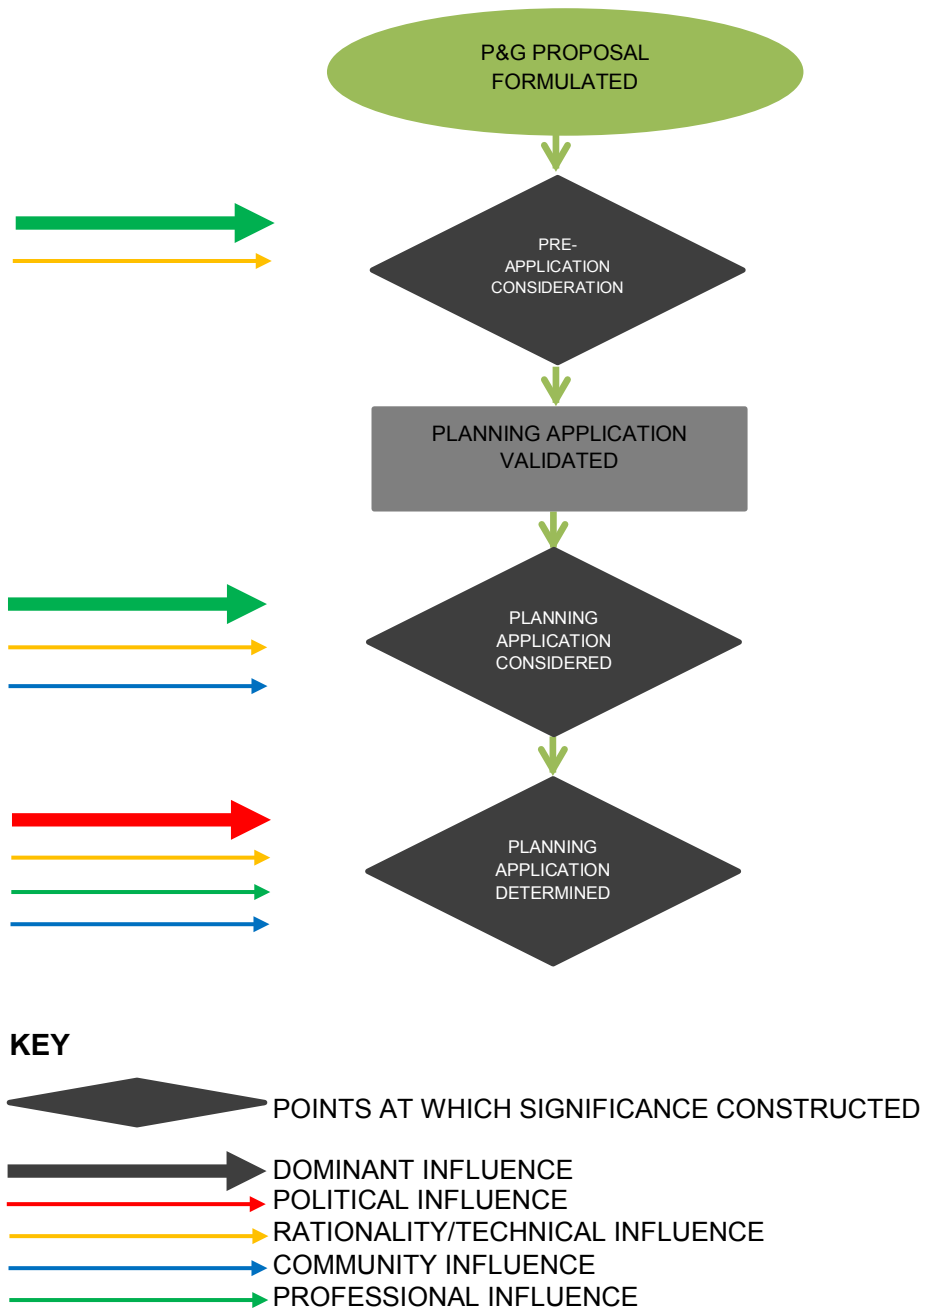 P&G PROPOSAL
FORMULATED
PRE-
APPLICATION
CONSIDERATION
PLANNING APPLICATION
VALIDATED
PLANNING
APPLICATION
CONSIDERED
PLANNING
APPLICATION
DETERMINED
KEY
POINTS AT WHICH SIGNIFICANCE CONSTRUCTED
DOMINANT INFLUENCE
POLITICAL INFLUENCE
RATIONALITY/TECHNICAL INFLUENCE
COMMUNITY INFLUENCE
PROFESSIONAL INFLUENCE